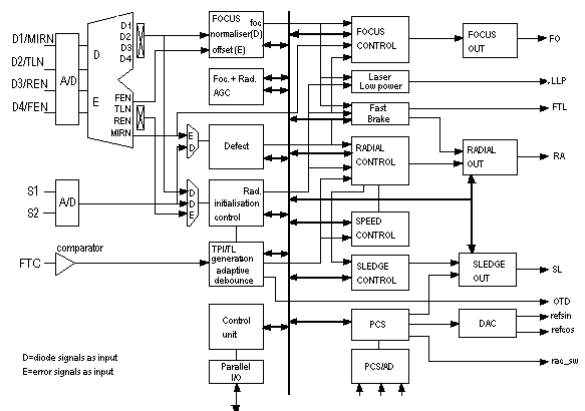 D1/MIRN
D2/TLN
D3/REN
D4/FEN
A/D
D
E
D1
D2
D3
D4
FEN
TLN
REN
MIRN
FOCUS foc
normaliser(D)
offset(E)
Foc. + Rad.
AGC
E
D
Defect
S1
S2
A/D
D
D
E
Rad.
initialisation
control
FTC
comparator
TPI/TL
generation
adaptive
debounce
Control
unit
Parallel
I/O
D=diode signals as input
E=error signals as input
FOCUS
CONTROL
Laser
Low power
Fast
Brake
RADIAL
CONTROL
SPEED
CONTROL
SLEDGE
CONTROL
PCS
PCS/AD
FOCUS
OUT
RADIAL
OUT
SLEDGE
OUT
DAC
FO
LLP
FTL
RA
SL
OTD
refsin
refcos
rac_sw